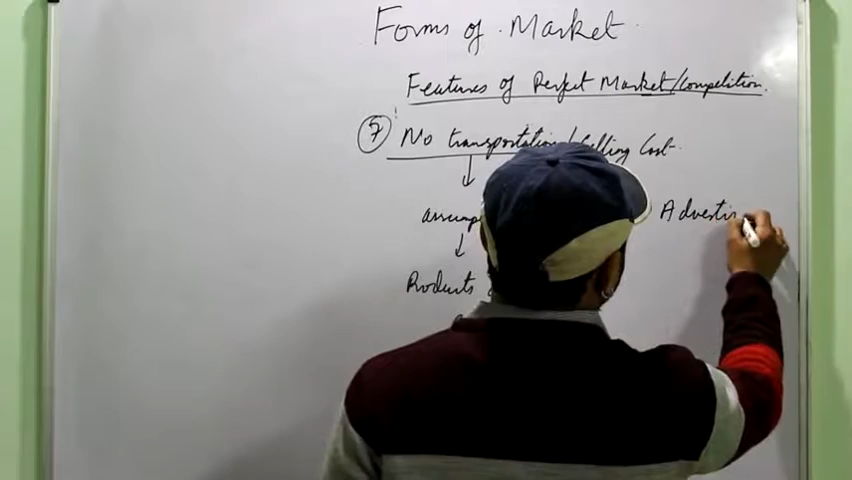 Forms of Market
Features of Perfect Market/Competition.
7 No transportation/Selling Cost.
Advertis
Products